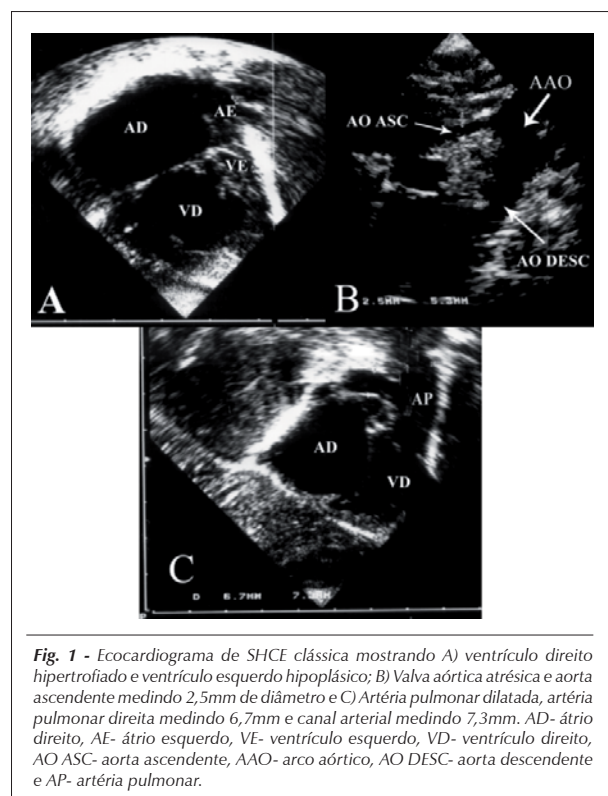 AD
AE
VE
VD
A
AO ASC
AAO
AO DESC
B
2.5MM 5.3MM
AP
AD
VD
C
D 6.7MM
Fig. 1 - Ecocardiograma de SHCE clássica mostrando A) ventrículo direito
hipertrofiado e ventrículo esquerdo hipoplásico; B) Valva aórtica atrésica e aorta
ascendente medindo 2,5mm de diâmetro e C) Artéria pulmonar dilatada, artéria
pulmonar direita medindo 6,7mm e canal arterial medindo 7,3mm. AD- átrio
direito, AE- átrio esquerdo, VE- ventrículo esquerdo, VD- ventrículo direito,
AO ASC- aorta ascendente, AAO- arco aórtico, AO DESC- aorta descendente
e AP- artéria pulmonar.